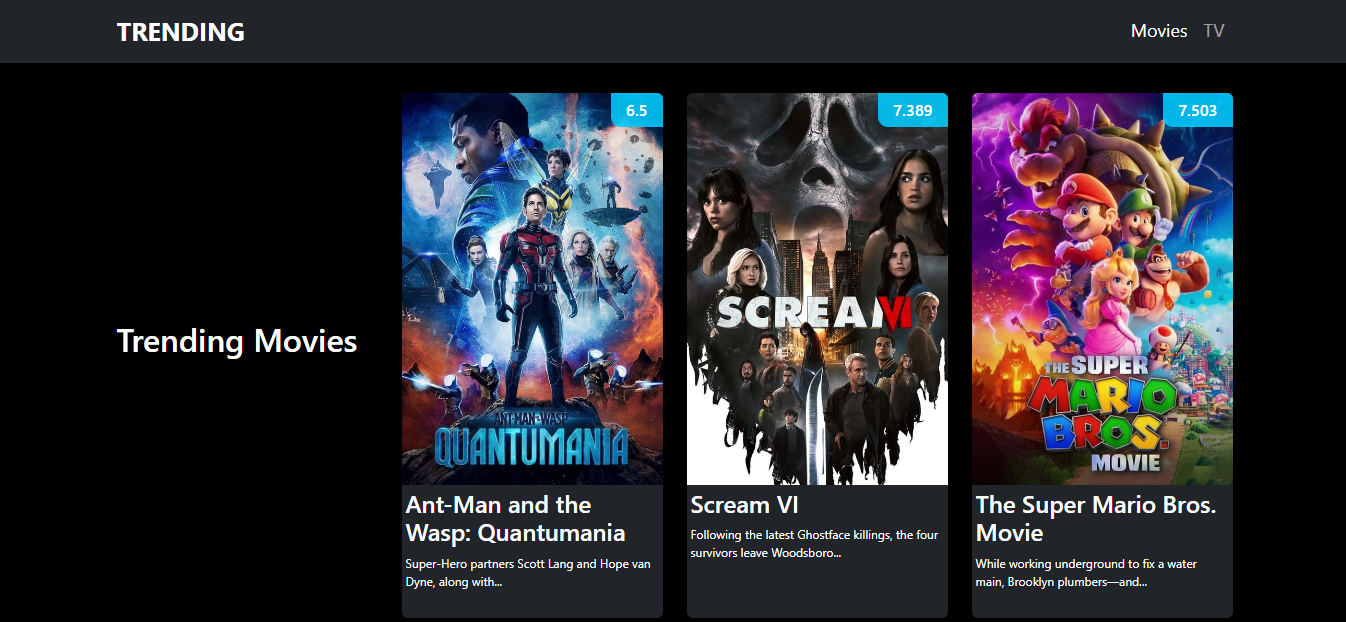 TRENDING
Movies TV
Trending Movies
6.5
ANT-MAN AND THE WASP
QUANTUMANIA
Ant-Man and the
Wasp: Quantumania
Super-Hero partners Scott Lang and Hope van
Dyne, along with...
7.389
SCREAM VI
Scream VI
Following the latest Ghostface killings, the four
survivors leave Woodsboro...
7.503
THE SUPER
MARIO
BROS.
MOVIE
The Super Mario Bros.
Movie
While working underground to fix a water
main, Brooklyn plumbers—and...